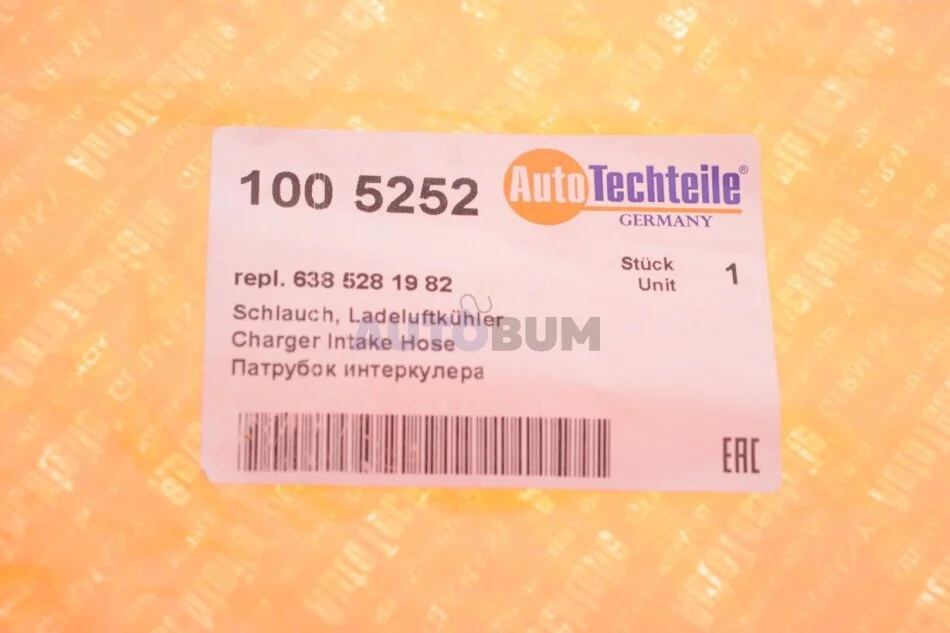 100 5252
AutoTechteile®
GERMANY
repl. 638 528 19 82
Stück
Unit
1
Schlauch, Ladeluftkühler
Charger Intake Hose
Патрубок интеркулера
AUTOBUM
EAC